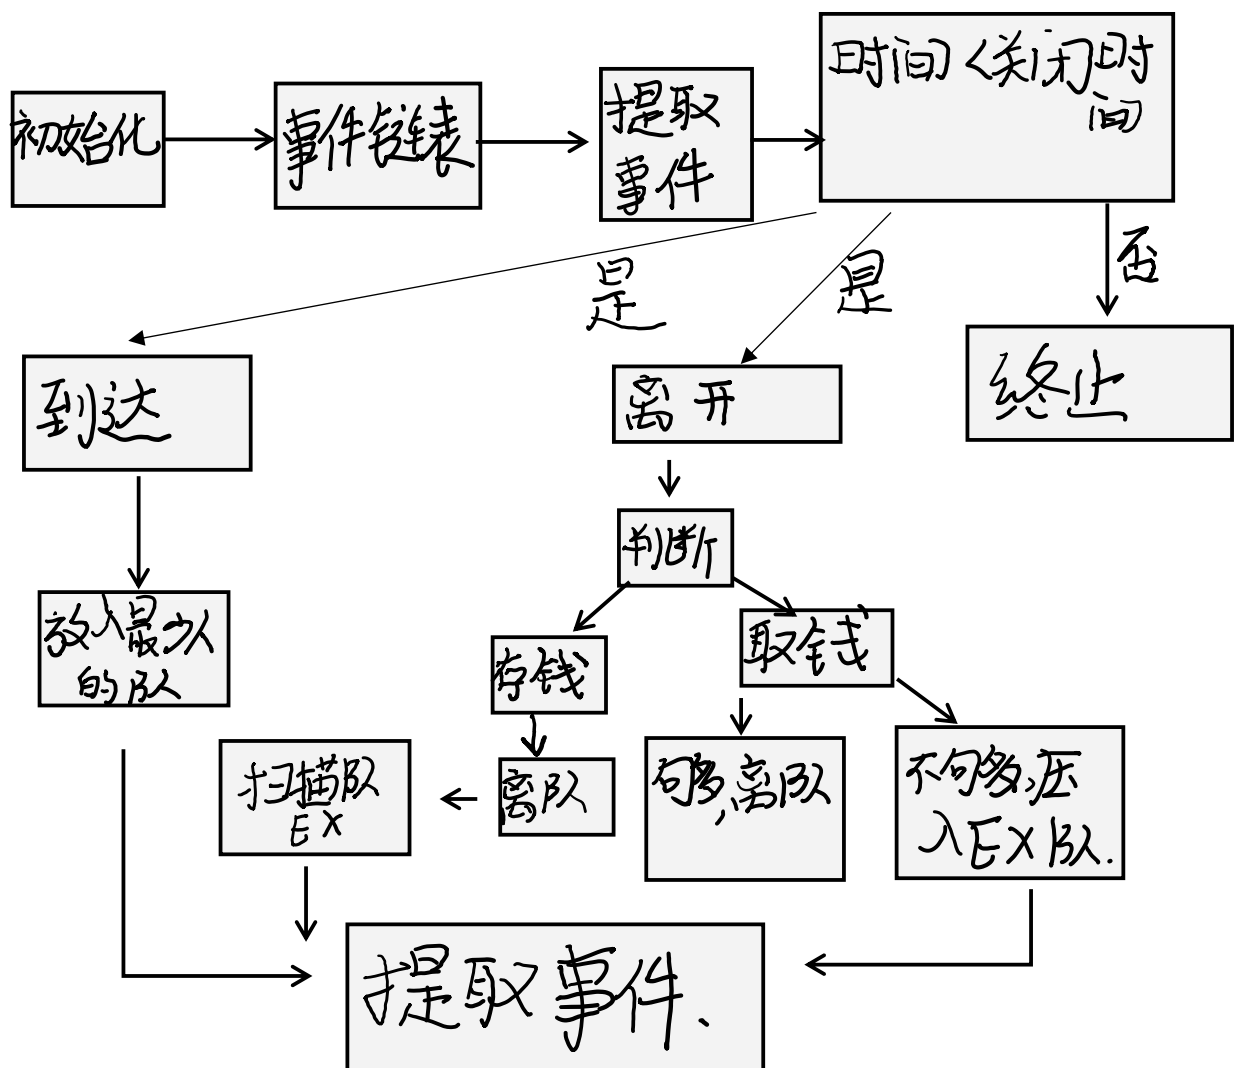 初始化
事件链表
提取
事件
时间<关闭时
间
是
是
否
到达
离开
终止
判断
放入最少人
的队
存钱
取钱
扫描队
EX
离队
够,离队
不够多,压
入EX队.
提取事件、